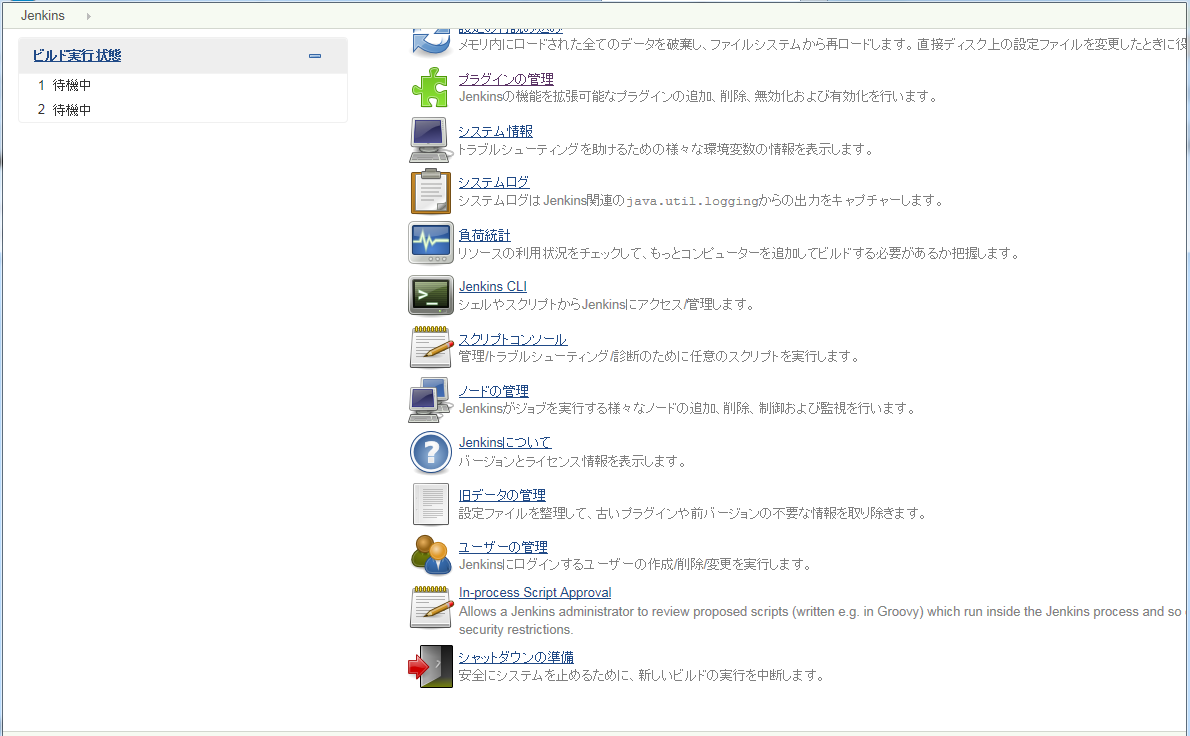 Jenkins
ビルド実行状態
1 待機中
2 待機中
設定の再読み込み
メモリ内にロードされた全てのデータを破棄し、ファイルシステムから再ロードします。直接ディスク上の設定ファイルを変更したときに役
プラグインの管理
Jenkinsの機能を拡張可能なプラグインの追加、削除、無効化および有効化を行います。
システム情報
トラブルシューティングを助けるための様々な環境変数の情報を表示します。
システムログ
システムログはJenkins関連のjava.util.loggingからの出力をキャプチャーします。
負荷統計
リソースの利用状況をチェックして、もっとコンピューターを追加してビルドする必要があるか把握します。
Jenkins CLI
シェルやスクリプトからJenkinsにアクセス/管理します。
スクリプトコンソール
管理/トラブルシューティング/診断のために任意のスクリプトを実行します。
ノードの管理
Jenkinsがジョブを実行する様々なノードの追加、削除、制御および監視を行います。
Jenkinsについて
バージョンとライセンス情報を表示します。
旧データの管理
設定ファイルを整理して、古いプラグインや前バージョンの不要な情報を取り除きます。
ユーザーの管理
Jenkinsにログインするユーザーの作成/削除/変更を実行します。
In-process Script Approval
Allows a Jenkins administrator to review proposed scripts (written e.g. in Groovy) which run inside the Jenkins process and so
security restrictions.
シャットダウンの準備
安全にシステムを止めるために、新しいビルドの実行を中断します。